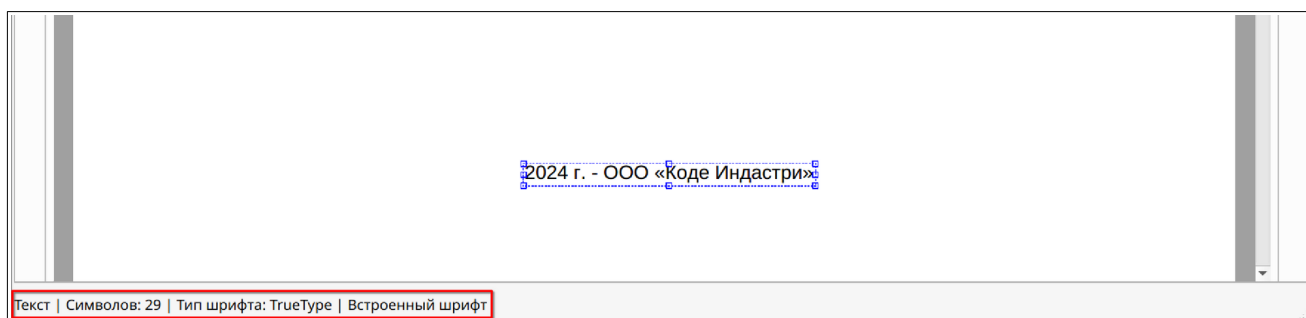 2024 г. - ООО «Коде Индастри»
Текст | Символов: 29 | Тип шрифта: TrueType | Встроенный шрифт